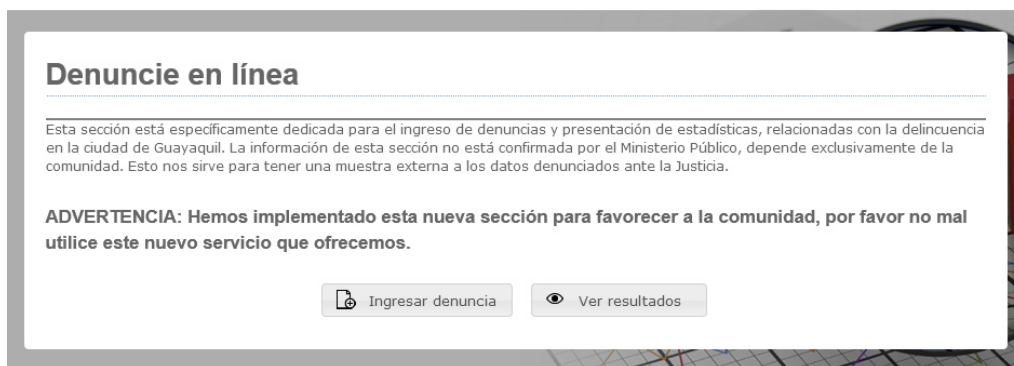 Denuncie en línea
Esta sección está específicamente dedicada para el ingreso de denuncias y presentación de estadísticas, relacionadas con la delincuencia
en la ciudad de Guayaquil. La información de esta sección no está confirmada por el Ministerio Público, depende exclusivamente de la
comunidad. Esto nos sirve para tener una muestra externa a los datos denunciados ante la Justicia.
ADVERTENCIA: Hemos implementado esta nueva sección para favorecer a la comunidad, por favor no mal
utilice este nuevo servicio que ofrecemos.
Ingresar denuncia
Ver resultados